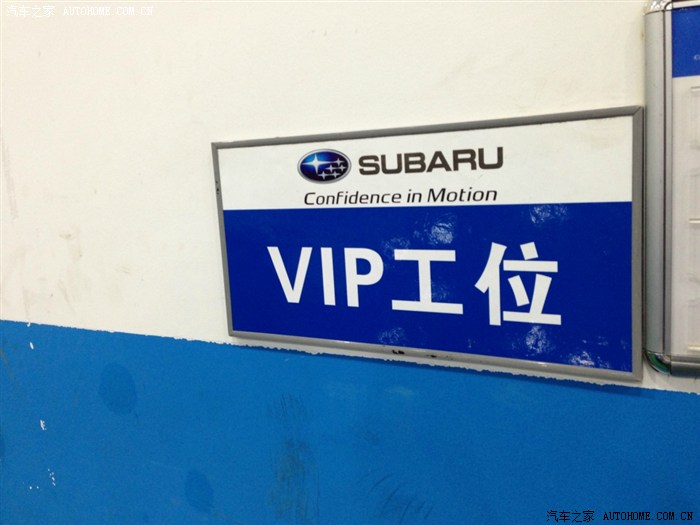 汽车之家 AUTOHOME.COM.CN
SUBARU
Confidence in Motion
VIP工位
汽车之家 AUTOHOME.COM.CN